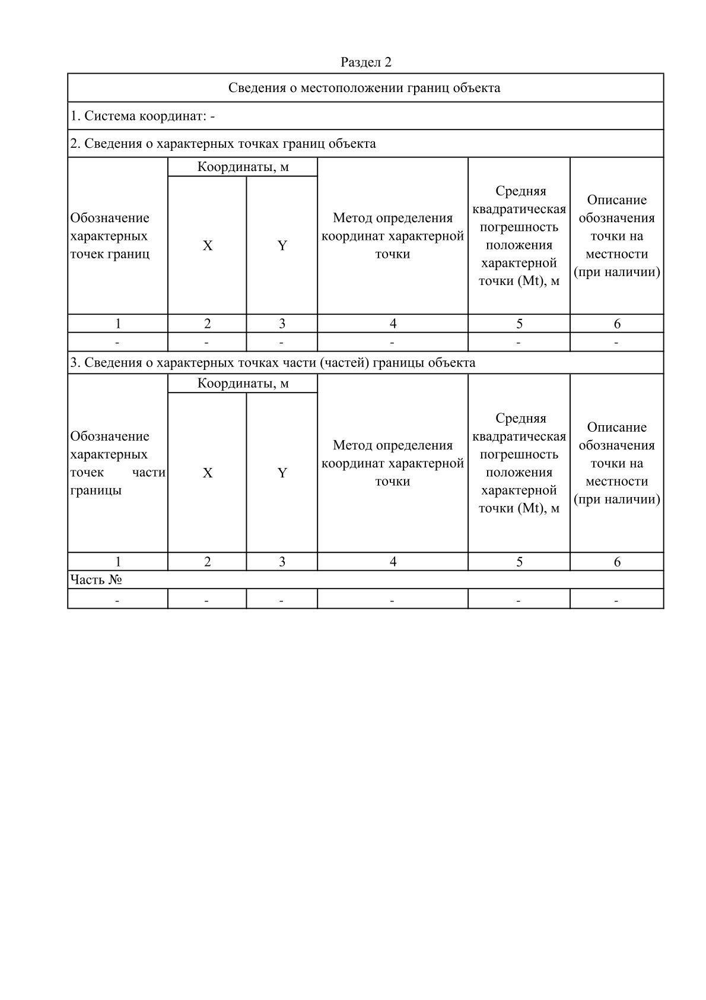 Раздел 2
Сведения о местоположении границ объекта
1. Система координат: -
2. Сведения о характерных точках границ объекта
Обозначение
характерных
точек границ
Координаты, м
X
Y
Метод определения
координат характерной
точки
Средняя
квадратическая
погрешность
положения
характерной
точки (Mt), м
Описание
обозначения
точки на
местности
(при наличии)
1 2 3 4 5 6
- - - - - -
3. Сведения о характерных точках части (частей) границы объекта
Обозначение
характерных
точек части
границы
Координаты, м
X
Y
Метод определения
координат характерной
точки
Средняя
квадратическая
погрешность
положения
характерной
точки (Mt), м
Описание
обозначения
точки на
местности
(при наличии)
1 2 3 4 5 6
Часть №
- - - - - -